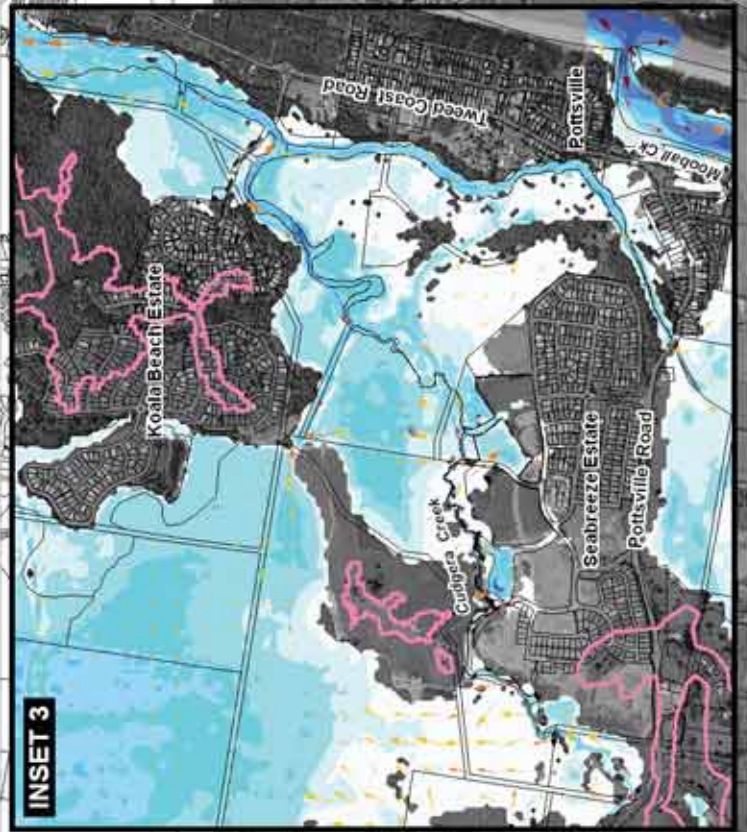 INSET 3
Koala Beach Estate
Tweed Coast Road
Pottsville
Mooball Ck
Cudgera Creek
Seabreeze Estate
Pottsville Road